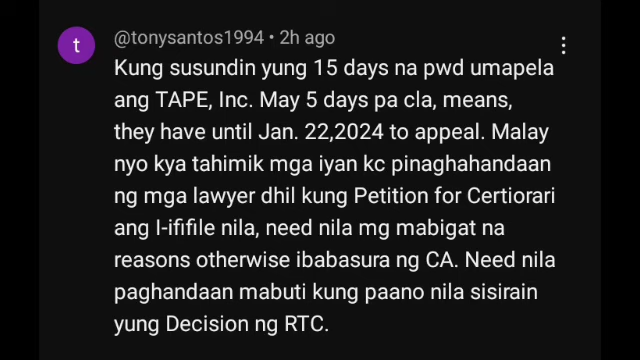 t
@tonysantos1994 • 2h ago
Kung susundin yung 15 days na pwd umapela
ang TAPE, Inc. May 5 days pa cla, means,
they have until Jan. 22,2024 to appeal. Malay
nyo kya tahimik mga iyan kc pinaghahandaan
ng mga lawyer dhil kung Petition for Certiorari
ang I-ififile nila, need nila mg mabigat na
reasons otherwise ibabasura ng CA. Need nila
paghandaan mabuti kung paano nila sisirain
yung Decision ng RTC.